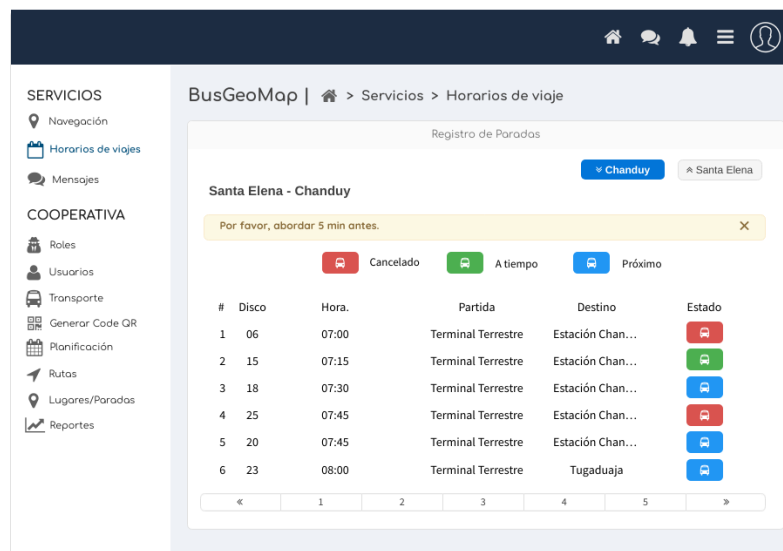 SERVICIOS
Navegación
Horarios de viajes
Mensajes
COOPERATIVA
Roles
Usuarios
Transporte
Generar Code QR
Planificación
Rutas
Lugares/Paradas
Reportes
BusGeoMap | > Servicios > Horarios de viaje
Registro de Paradas
Chanduy Santa Elena
Santa Elena - Chanduy
Por favor, abordar 5 min antes. ×
Cancelado A tiempo Próximo
# Disco Hora. Partida Destino Estado
1 06 07:00 Terminal Terrestre Estación Chan...
2 15 07:15 Terminal Terrestre Estación Chan...
3 18 07:30 Terminal Terrestre Estación Chan...
4 25 07:45 Terminal Terrestre Estación Chan...
5 20 07:45 Terminal Terrestre Estación Chan...
6 23 08:00 Terminal Terrestre Tugaduaja
« 1 2 3 4 5 »